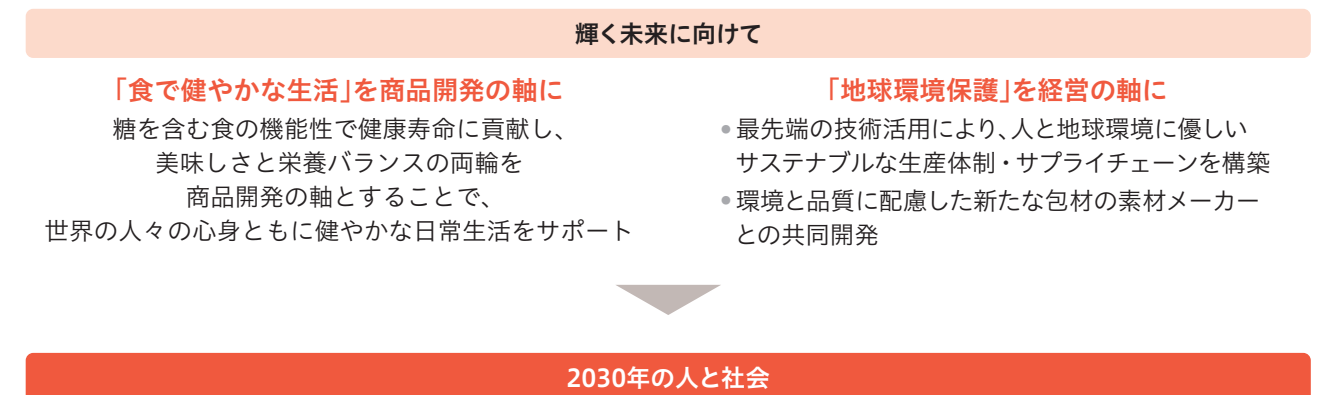 輝く未来に向けて
「食で健やかな生活」を商品開発の軸に
糖を含む食の機能性で健康寿命に貢献し、
美味しさと栄養バランスの両輪を
商品開発の軸とすることで、
世界の人々の心身ともに健やかな日常生活をサポート
「地球環境保護」を経営の軸に
•最先端の技術活用により、人と地球環境に優しい
サステナブルな生産体制・サプライチェーンを構築
•環境と品質に配慮した新たな包材の素材メーカー
との共同開発
2030年の人と社会